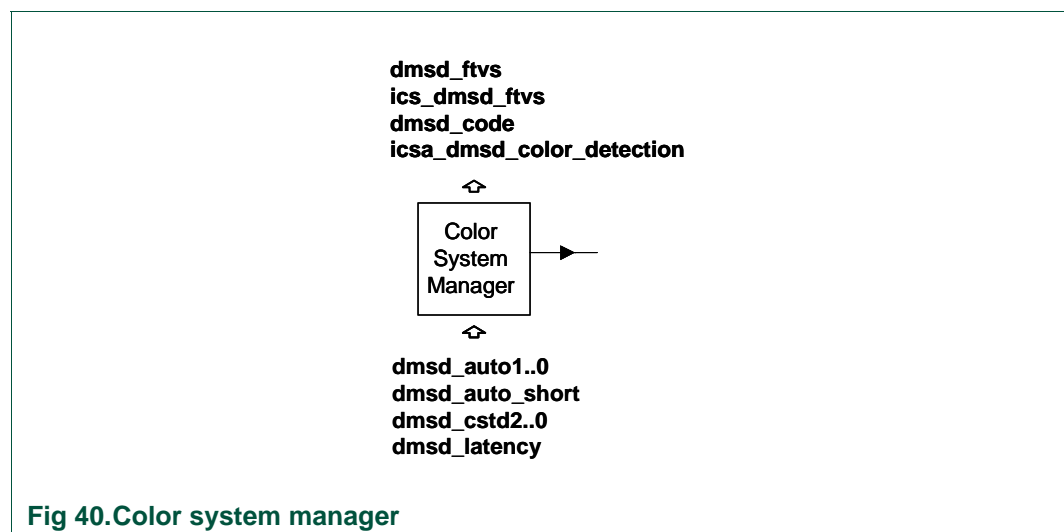 dmsd_ftvs
ics_dmsd_ftvs
dmsd_code
icsa_dmsd_color_detection
Color
System
Manager
dmsd_auto1..0
dmsd_auto_short
dmsd_cstd2..0
dmsd_latency
Fig 40.Color system manager